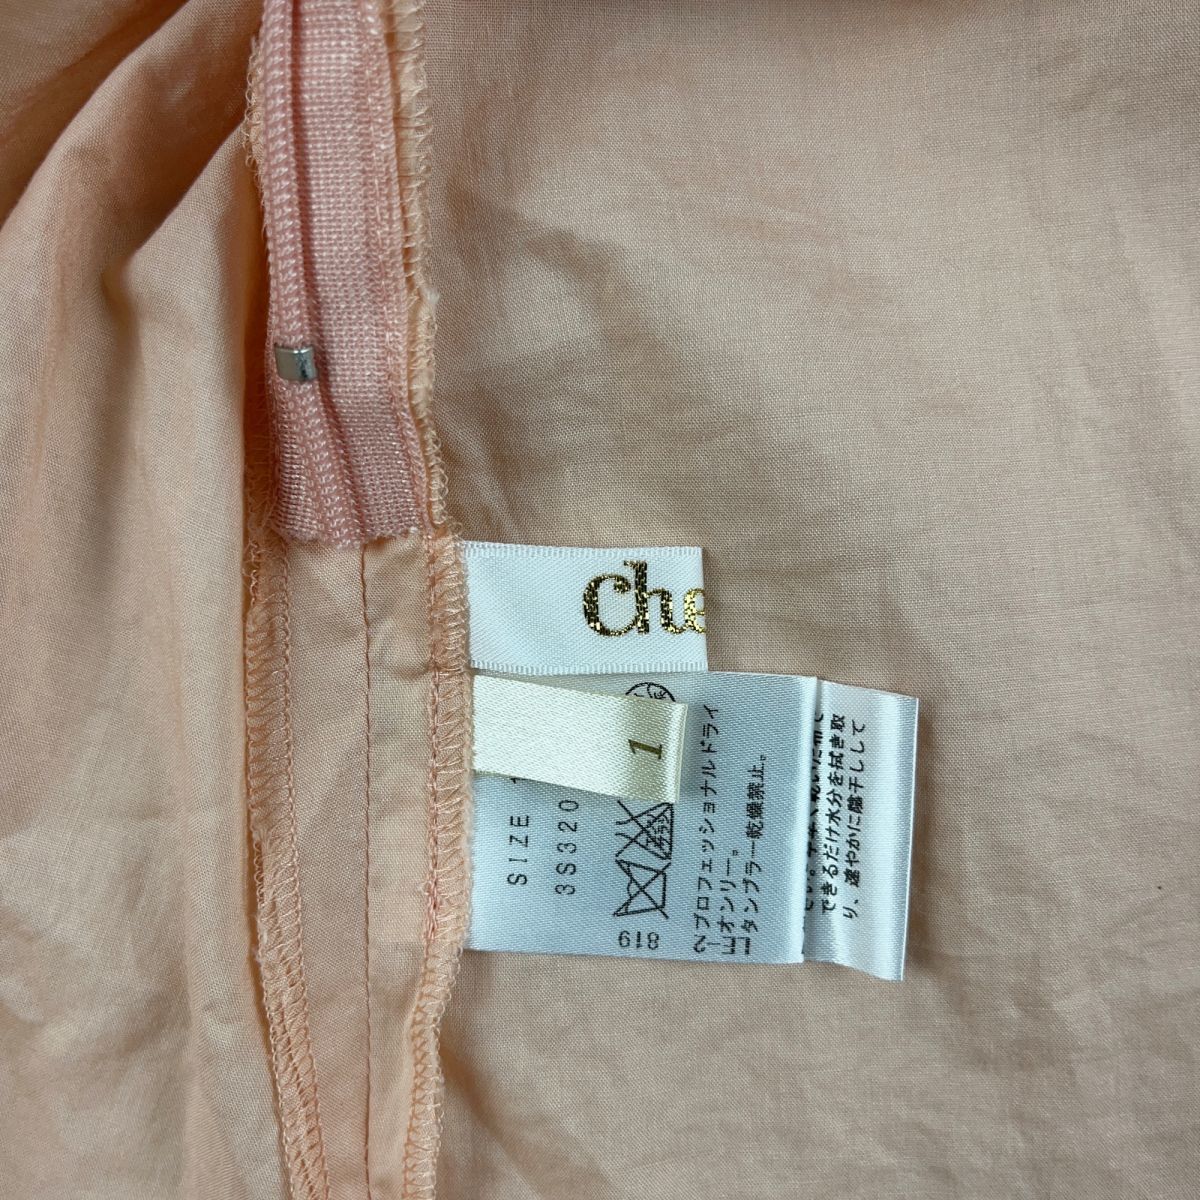 Che
1
SIZE
3S320
819
プロフェッショナルドライ
オンリー。
タンブラー乾燥禁止。
できるだけ水分を拭き取
り、速やかに陰干しして